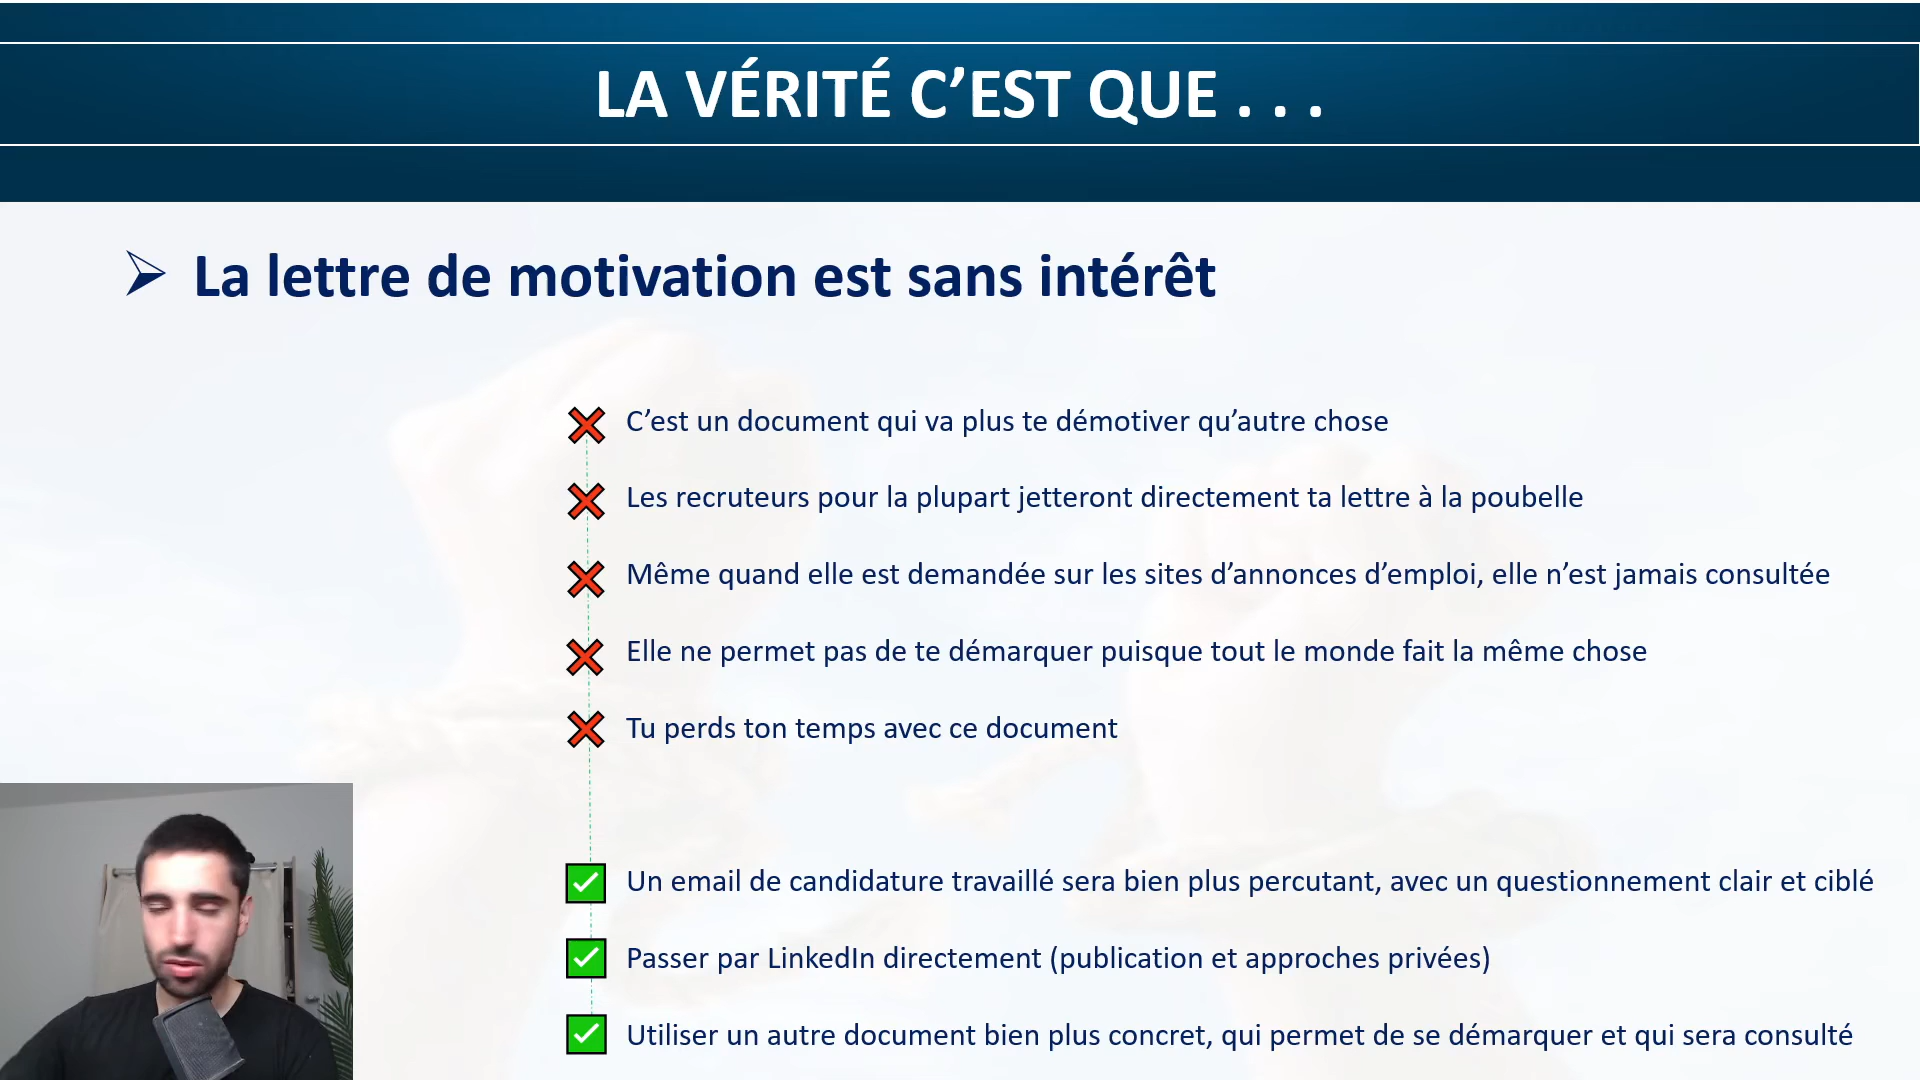 LA VÉRITÉ C’EST QUE . . .
La lettre de motivation est sans intérêt
C’est un document qui va plus te démotiver qu’autre chose
Les recruteurs pour la plupart jetteront directement ta lettre à la poubelle
Même quand elle est demandée sur les sites d’annonces d’emploi, elle n’est jamais consultée
Elle ne permet pas de te démarquer puisque tout le monde fait la même chose
Tu perds ton temps avec ce document
Un email de candidature travaillé sera bien plus percutant, avec un questionnement clair et ciblé
Passer par LinkedIn directement (publication et approches privées)
Utiliser un autre document bien plus concret, qui permet de se démarquer et qui sera consulté